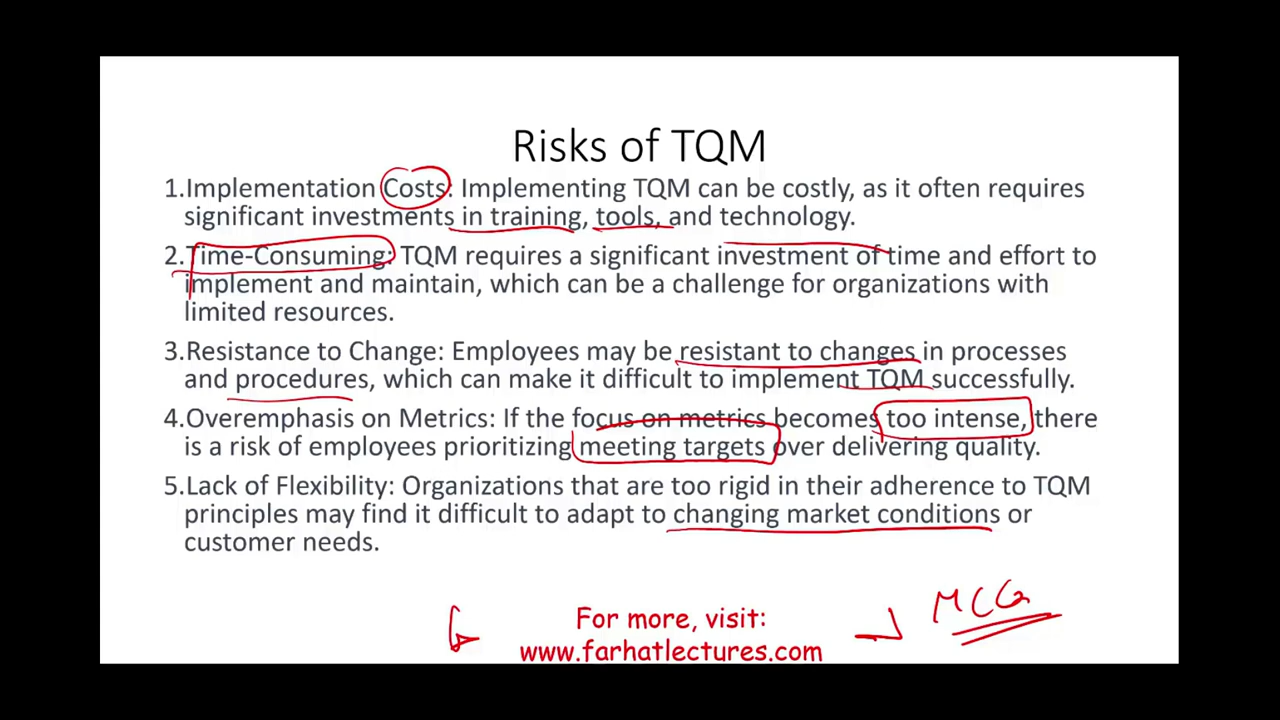 Risks of TQM
1.Implementation Costs: Implementing TQM can be costly, as it often requires
significant investments in training, tools, and technology.
2.Time-Consuming: TQM requires a significant investment of time and effort to
implement and maintain, which can be a challenge for organizations with
limited resources.
3.Resistance to Change: Employees may be resistant to changes in processes
and procedures, which can make it difficult to implement TQM successfully.
4.Overemphasis on Metrics: If the focus on metrics becomes too intense, there
is a risk of employees prioritizing meeting targets over delivering quality.
5.Lack of Flexibility: Organizations that are too rigid in their adherence to TQM
principles may find it difficult to adapt to changing market conditions or
customer needs.
For more, visit:
www.farhatlectures.com